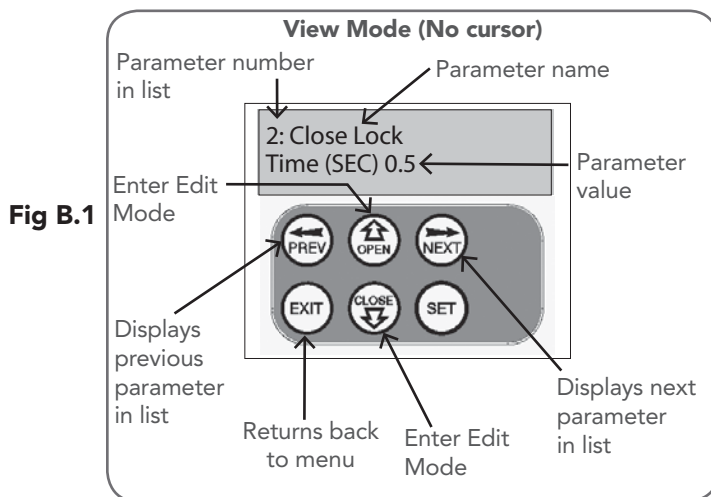 View Mode (No cursor)
Parameter number
in list
Parameter name
2: Close Lock
Time (SEC) 0.5
Parameter
value
Enter Edit
Mode
Fig B.1
PREV
OPEN
NEXT
EXIT
CLOSE
SET
Displays
previous
parameter
in list
Returns back
to menu
Enter Edit
Mode
Displays next
parameter
in list